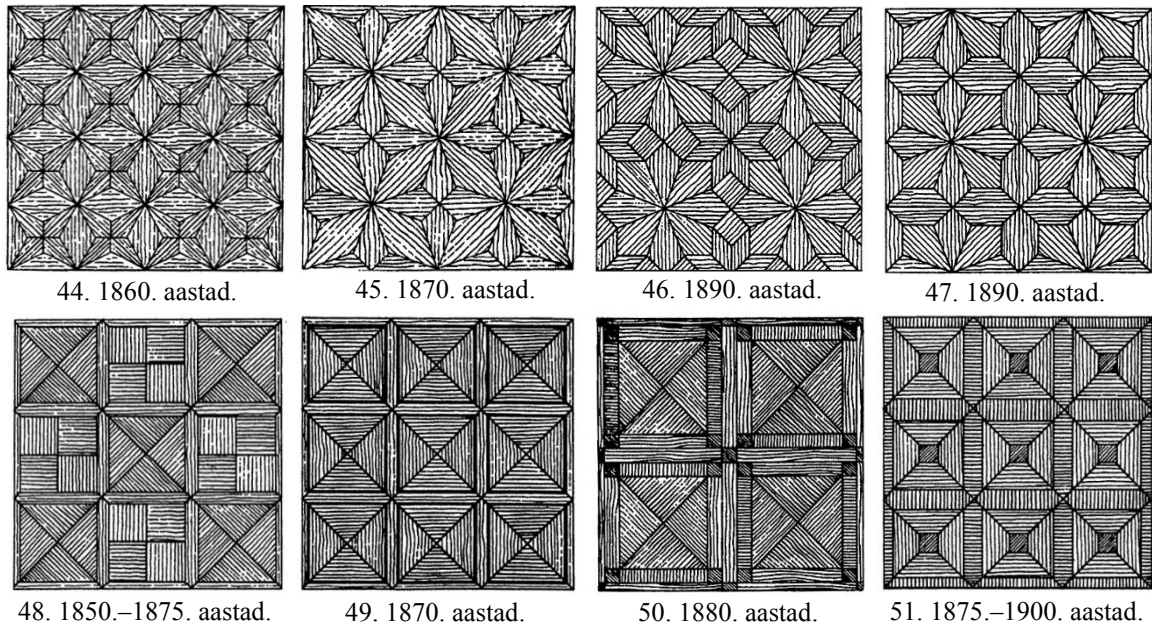 44. 1860. aastad.
45. 1870. aastad.
46. 1890. aastad.
47. 1890. aastad.
48. 1850.–1875. aastad.
49. 1870. aastad.
50. 1880. aastad.
51. 1875.–1900. aastad.